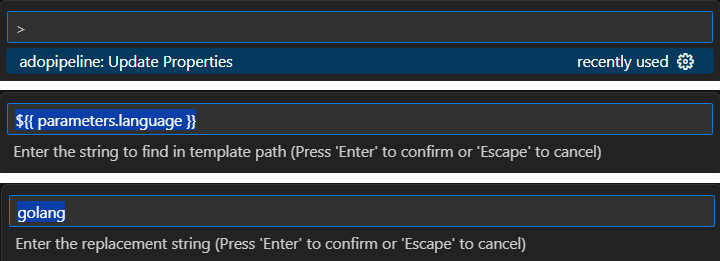 >
adopipeline: Update Properties recently used
${{ parameters.language }}
Enter the string to find in template path (Press 'Enter' to confirm or 'Escape' to cancel)
golang
Enter the replacement string (Press 'Enter' to confirm or 'Escape' to cancel)